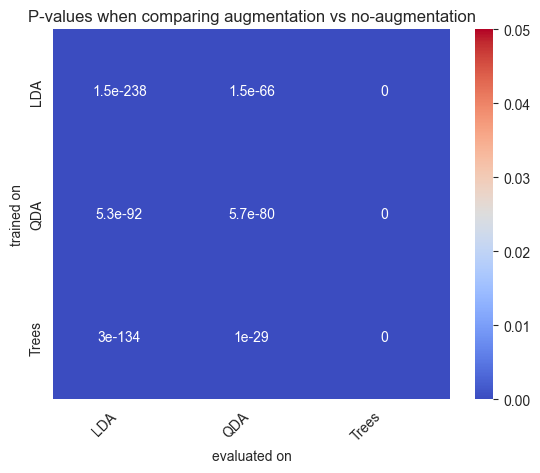 P-values when comparing augmentation vs no-augmentation
LDA 1.5e-238 1.5e-66 0
QDA 5.3e-92 5.7e-80 0
Trees 3e-134 1e-29 0
trained on
LDA QDA Trees
evaluated on
0.05
0.04
0.03
0.02
0.01
0.00